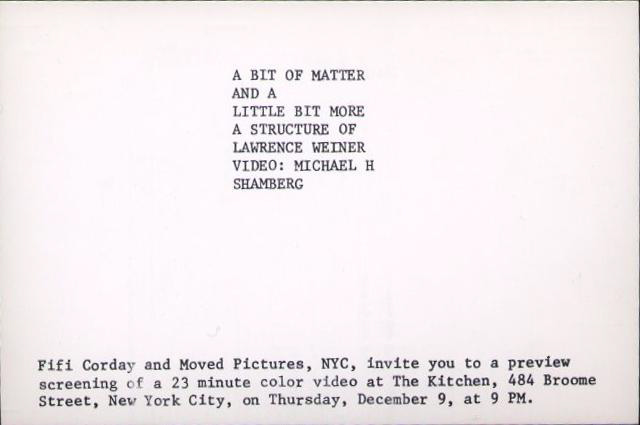 A BIT OF MATTER
AND A
LITTLE BIT MORE
A STRUCTURE OF
LAWRENCE WEINER
VIDEO: MICHAEL H
SHAMBERG
Fifi Corday and Moved Pictures, NYC, invite you to a preview
screening of a 23 minute color video at The Kitchen, 484 Broome
Street, New York City, on Thursday, December 9, at 9 PM.